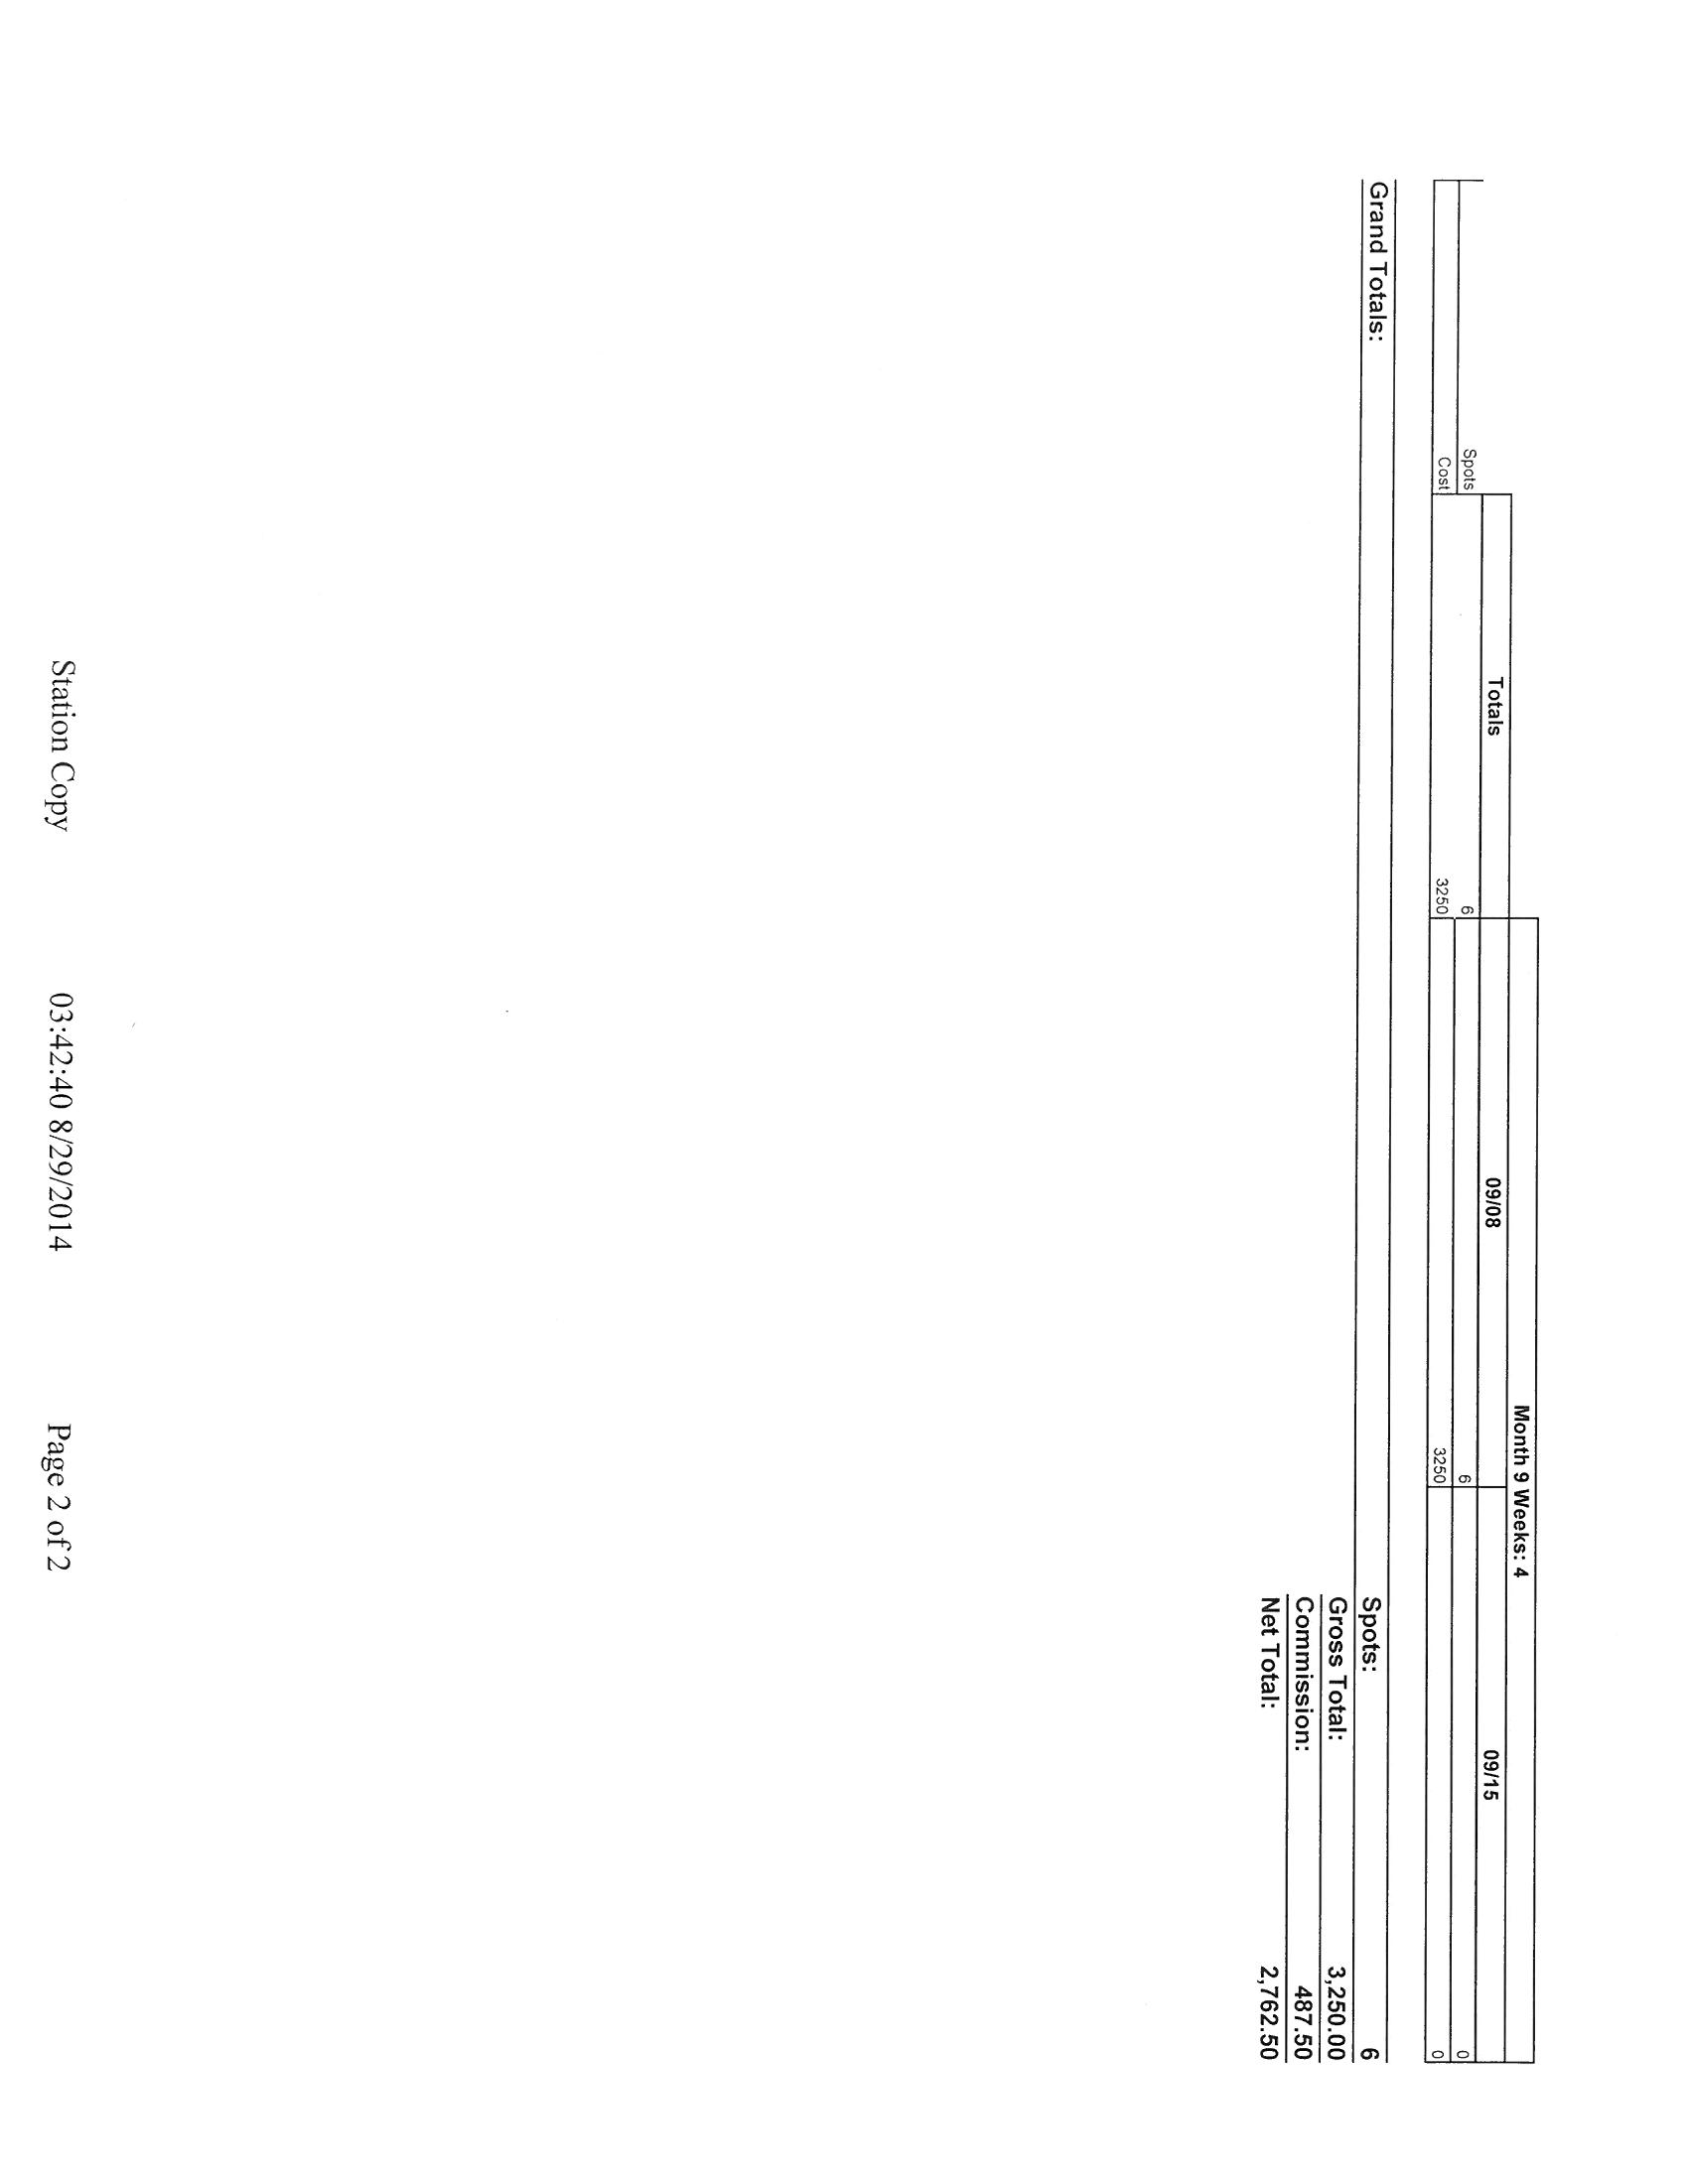 Month 9 Weeks: 4
Totals 09/08 09/15
Spots 6 6 0
Cost 3250 3250 0
Grand Totals: Spots: 6
Gross Total: 3,250.00
Commission: 487.50
Net Total: 2,762.50
Station Copy 03:42:40 8/29/2014 Page 2 of 2